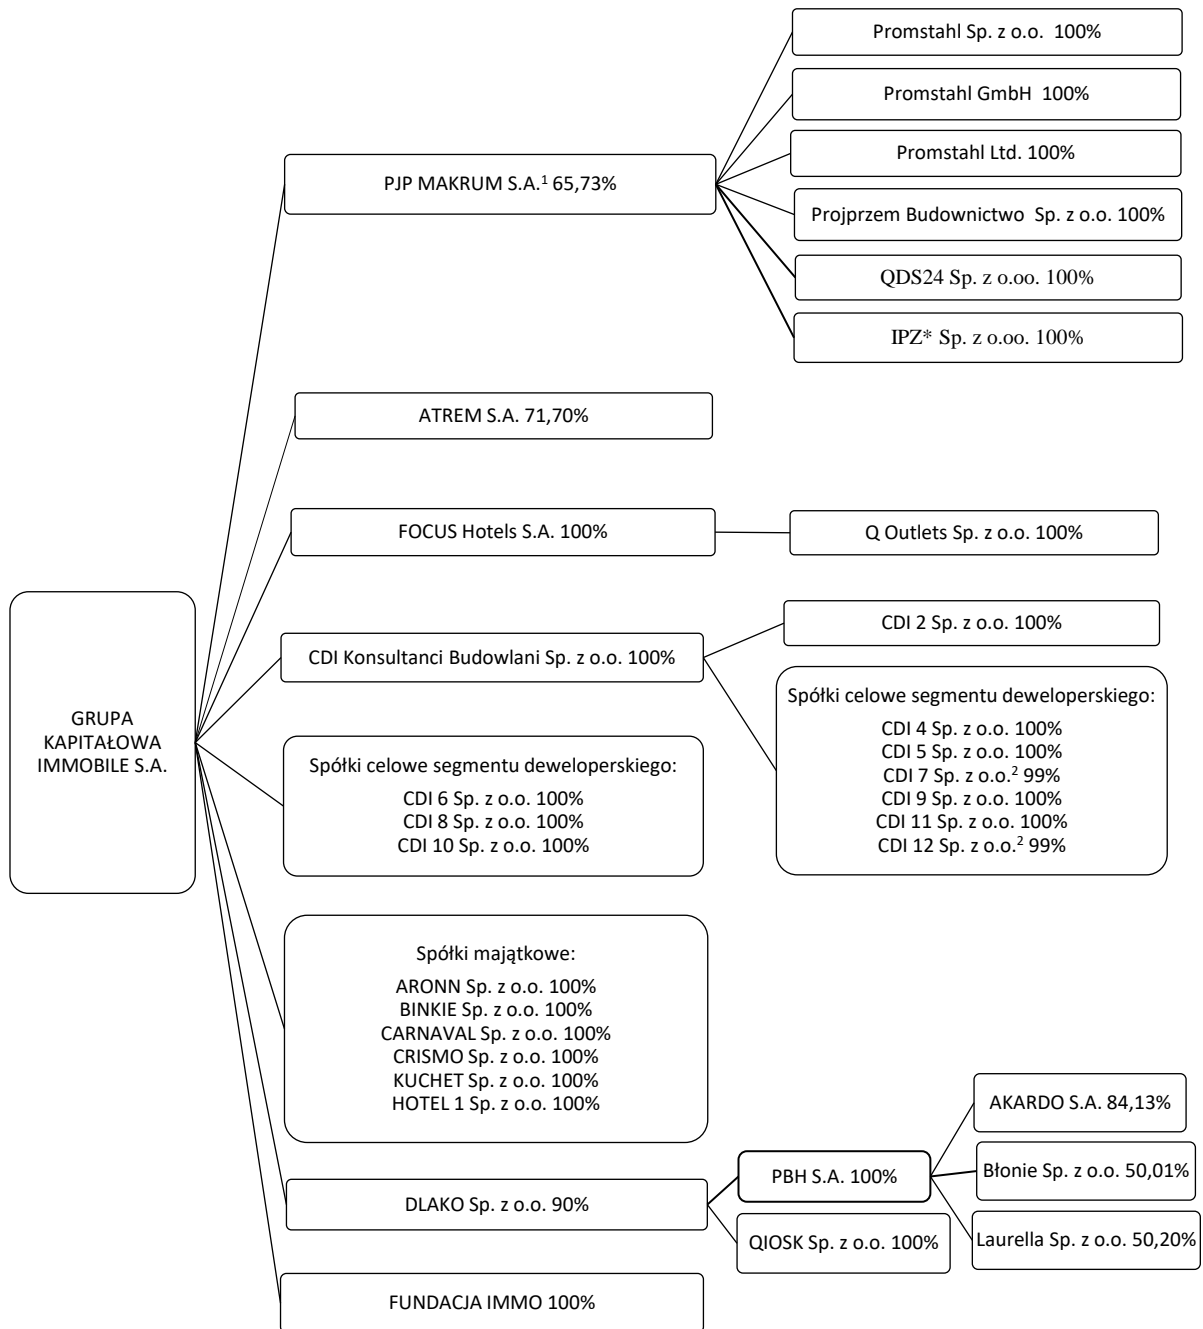 GRUPA
KAPITAŁOWA
IMMOBILE S.A.
PJP MAKRUM S.A.¹ 65,73%
Promstahl Sp. z o.o. 100%
Promstahl GmbH 100%
Promstahl Ltd. 100%
Projprzem Budownictwo Sp. z o.o. 100%
QDS24 Sp. z o.oo. 100%
IPZ* Sp. z o.oo. 100%
ATREM S.A. 71,70%
FOCUS Hotels S.A. 100%
Q Outlets Sp. z o.o. 100%
CDI Konsultanci Budowlani Sp. z o.o. 100%
CDI 2 Sp. z o.o. 100%
Spółki celowe segmentu deweloperskiego:
CDI 4 Sp. z o.o. 100%
CDI 5 Sp. z o.o. 100%
CDI 7 Sp. z o.o.² 99%
CDI 9 Sp. z o.o. 100%
CDI 11 Sp. z o.o. 100%
CDI 12 Sp. z o.o.² 99%
Spółki celowe segmentu deweloperskiego:
CDI 6 Sp. z o.o. 100%
CDI 8 Sp. z o.o. 100%
CDI 10 Sp. z o.o. 100%
Spółki majątkowe:
ARONN Sp. z o.o. 100%
BINKIE Sp. z o.o. 100%
CARNAVAL Sp. z o.o. 100%
CRISMO Sp. z o.o. 100%
KUCHET Sp. z o.o. 100%
HOTEL 1 Sp. z o.o. 100%
DLAKO Sp. z o.o. 90%
PBH S.A. 100%
AKARDO S.A. 84,13%
Błonie Sp. z o.o. 50,01%
Laurella Sp. z o.o. 50,20%
QIOSK Sp. z o.o. 100%
FUNDACJA IMMO 100%